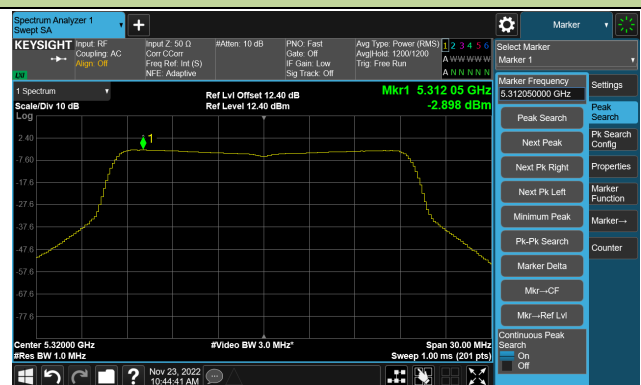 Spectrum Analyzer 1
Swept SA
+
Marker
KEYSIGHT
Input: RF
Coupling: AC
Align: Off
Input Z: 50 Ω
Corr CCorr
Freq Ref: Int (S)
NFE: Adaptive
#Atten: 10 dB
PNO: Fast
Gate: Off
IF Gain: Low
Sig Track: Off
Avg Type: Power (RMS)
Avg|Hold: 1200/1200
Trig: Free Run
1 2 3 4 5 6
A W W W W W
A N N N N N
LXI
1 Spectrum
Scale/Div 10 dB
Ref Lvl Offset 12.40 dB
Ref Level 12.40 dBm
Mkr1 5.312 05 GHz
-2.898 dBm
Log
1
2.40
-7.60
-17.6
-27.6
-37.6
-47.6
-57.6
-67.6
-77.6
Center 5.32000 GHz
#Res BW 1.0 MHz
#Video BW 3.0 MHz*
Span 30.00 MHz
Sweep 1.00 ms (201 pts)
Select Marker
Marker 1
Marker Frequency
5.312050000 GHz
Peak Search
Next Peak
Next Pk Right
Next Pk Left
Minimum Peak
Pk-Pk Search
Marker Delta
Mkr→CF
Mkr→Ref Lvl
Continuous Peak
Search
On
Off
Settings
Peak
Search
Pk Search
Config
Properties
Marker
Function
Marker→
Counter
?
Nov 23, 2022
10:44:41 AM